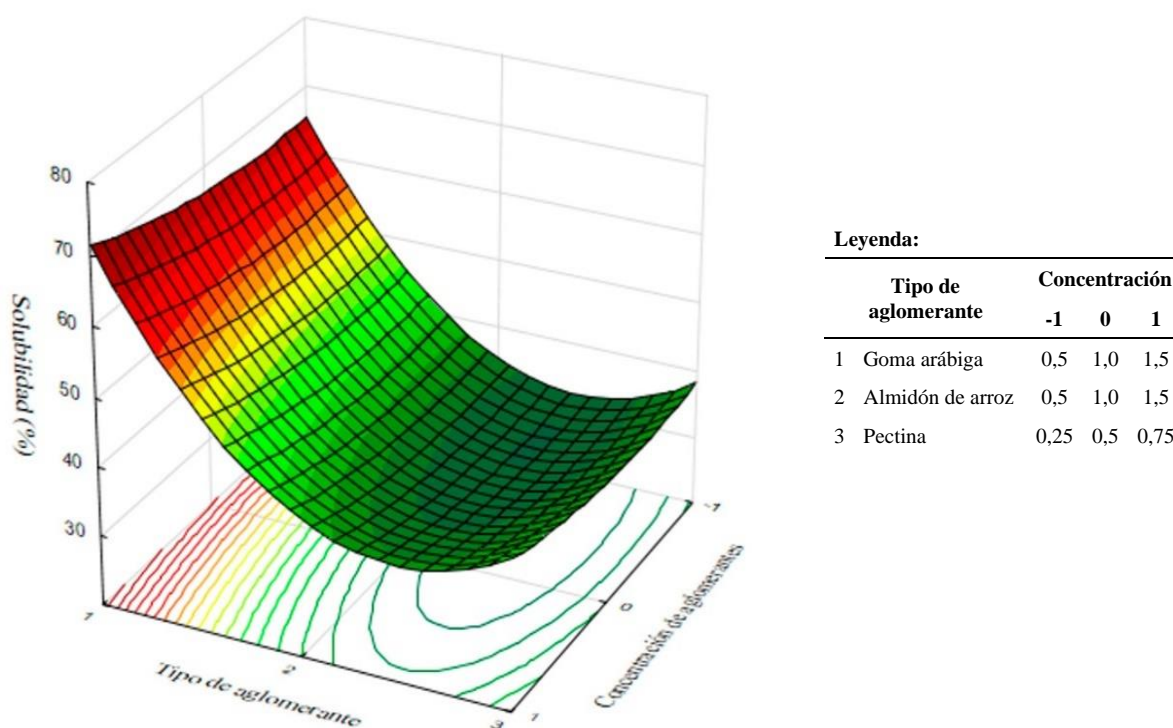 80
70
60
50
40
30
Solubilidad (%)
1
2
3
Tipo de aglomerante
-1
0
1
Concentración de aglomerantes
Leyenda:
Tipo de aglomerante Concentración
-1 0 1
1 Goma arábiga 0,5 1,0 1,5
2 Almidón de arroz 0,5 1,0 1,5
3 Pectina 0,25 0,5 0,75